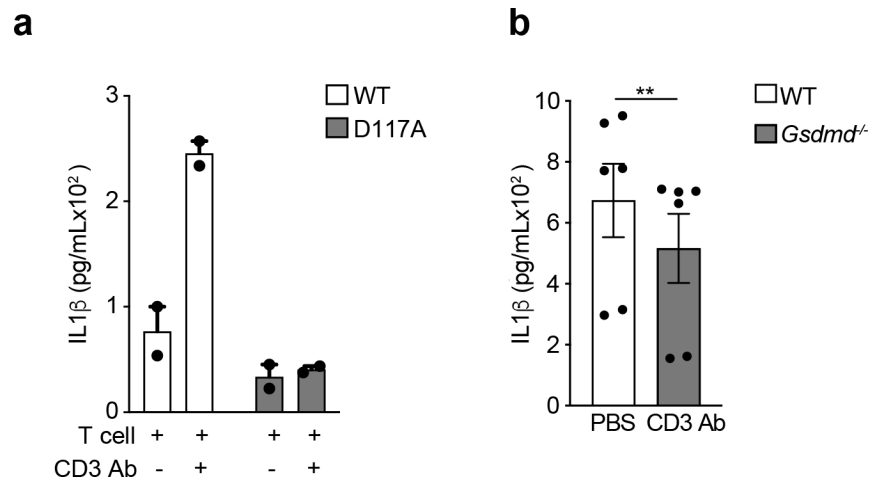 a
IL1β (pg/mLx10²)
3
2
1
0
WT
D117A
T cell + + + +
CD3 Ab - + - +
b
IL1β (pg/mLx10²)
10
8
6
4
2
0
**
WT
Gsdmd-/-
PBS CD3 Ab